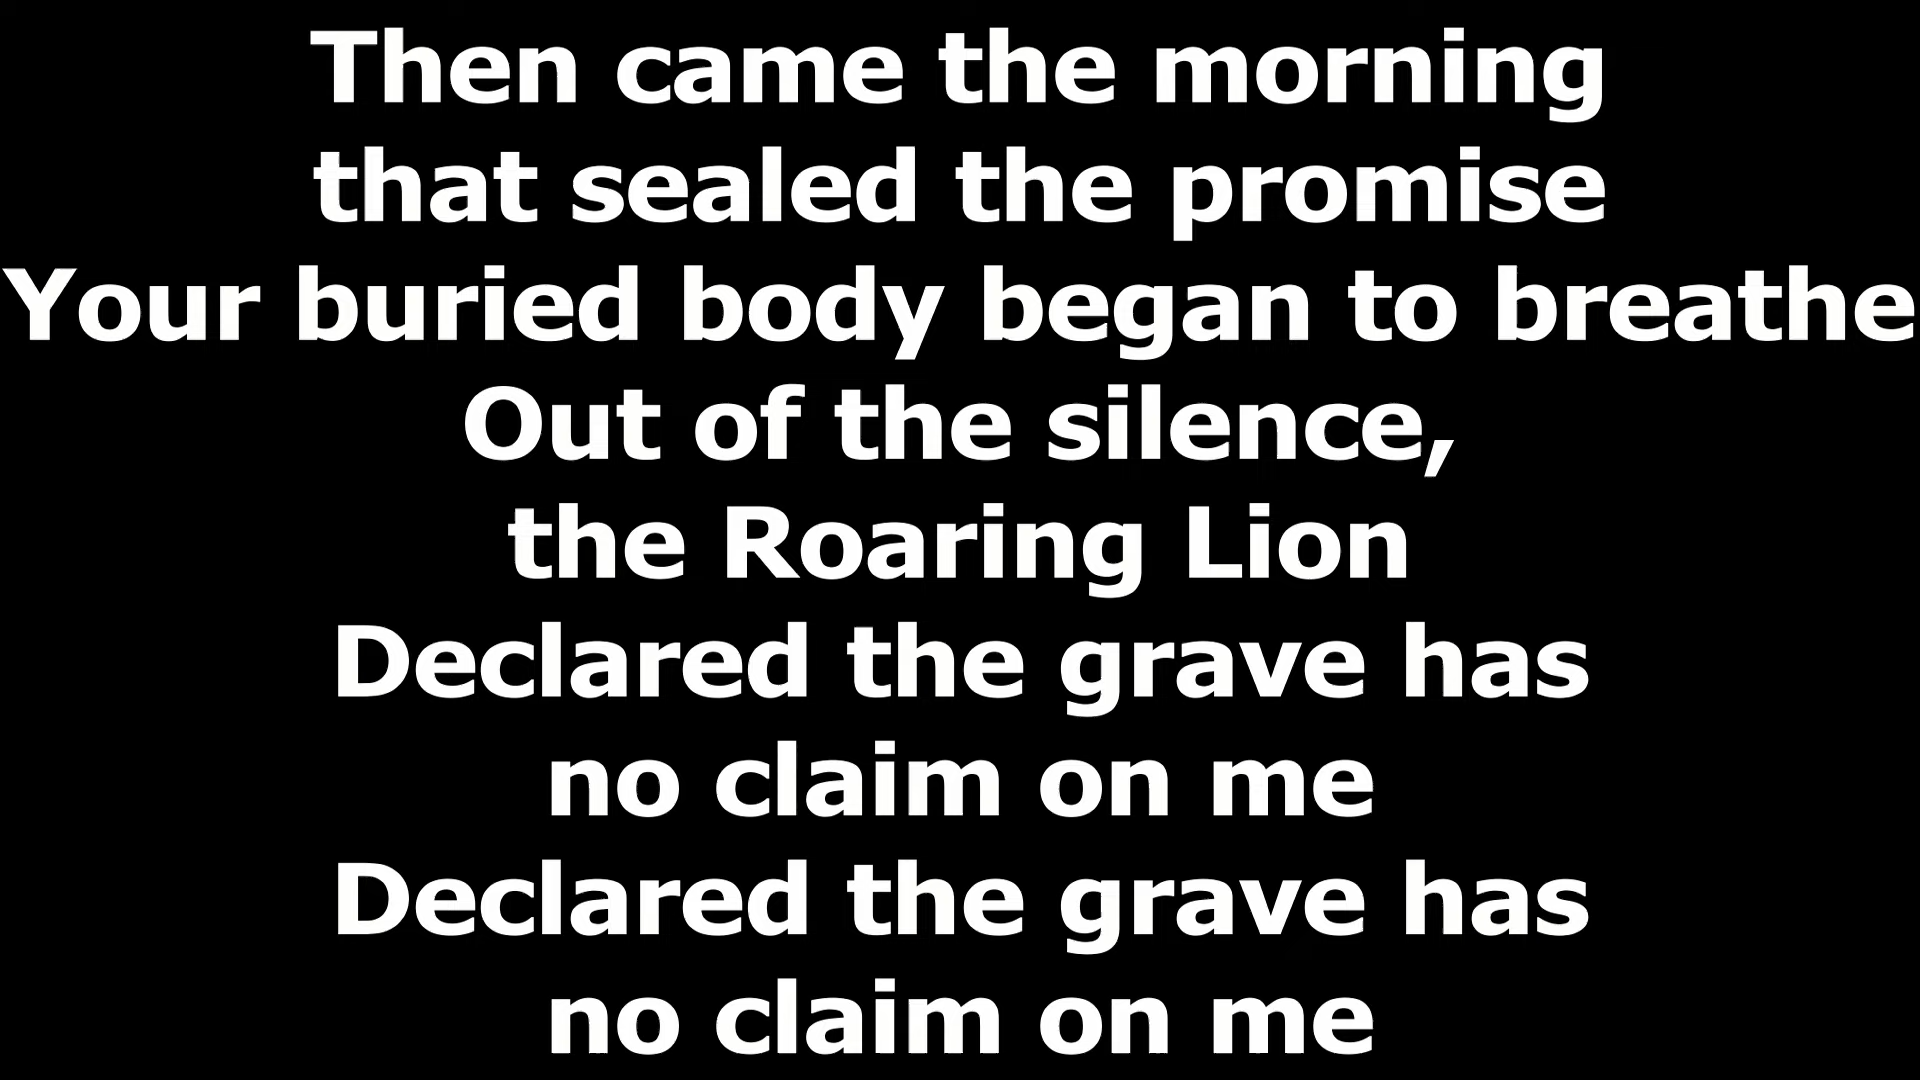 Then came the morning
that sealed the promise
Your buried body began to breathe
Out of the silence,
the Roaring Lion
Declared the grave has
no claim on me
Declared the grave has
no claim on me